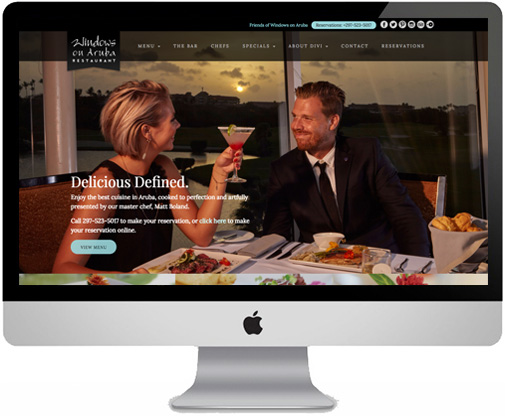 Friends of Windows on Aruba
Reservations: +297-523-5017
Windows
on Aruba
RESTAURANT
MENU
THE BAR
CHEFS
SPECIALS
ABOUT DIVI
CONTACT
RESERVATIONS
Delicious Defined.
Enjoy the best cuisine in Aruba, cooked to perfection and artfully
presented by our master chef, Matt Boland.
Call 297-523-5017 to make your reservation, or click here to make
your reservation online.
VIEW MENU